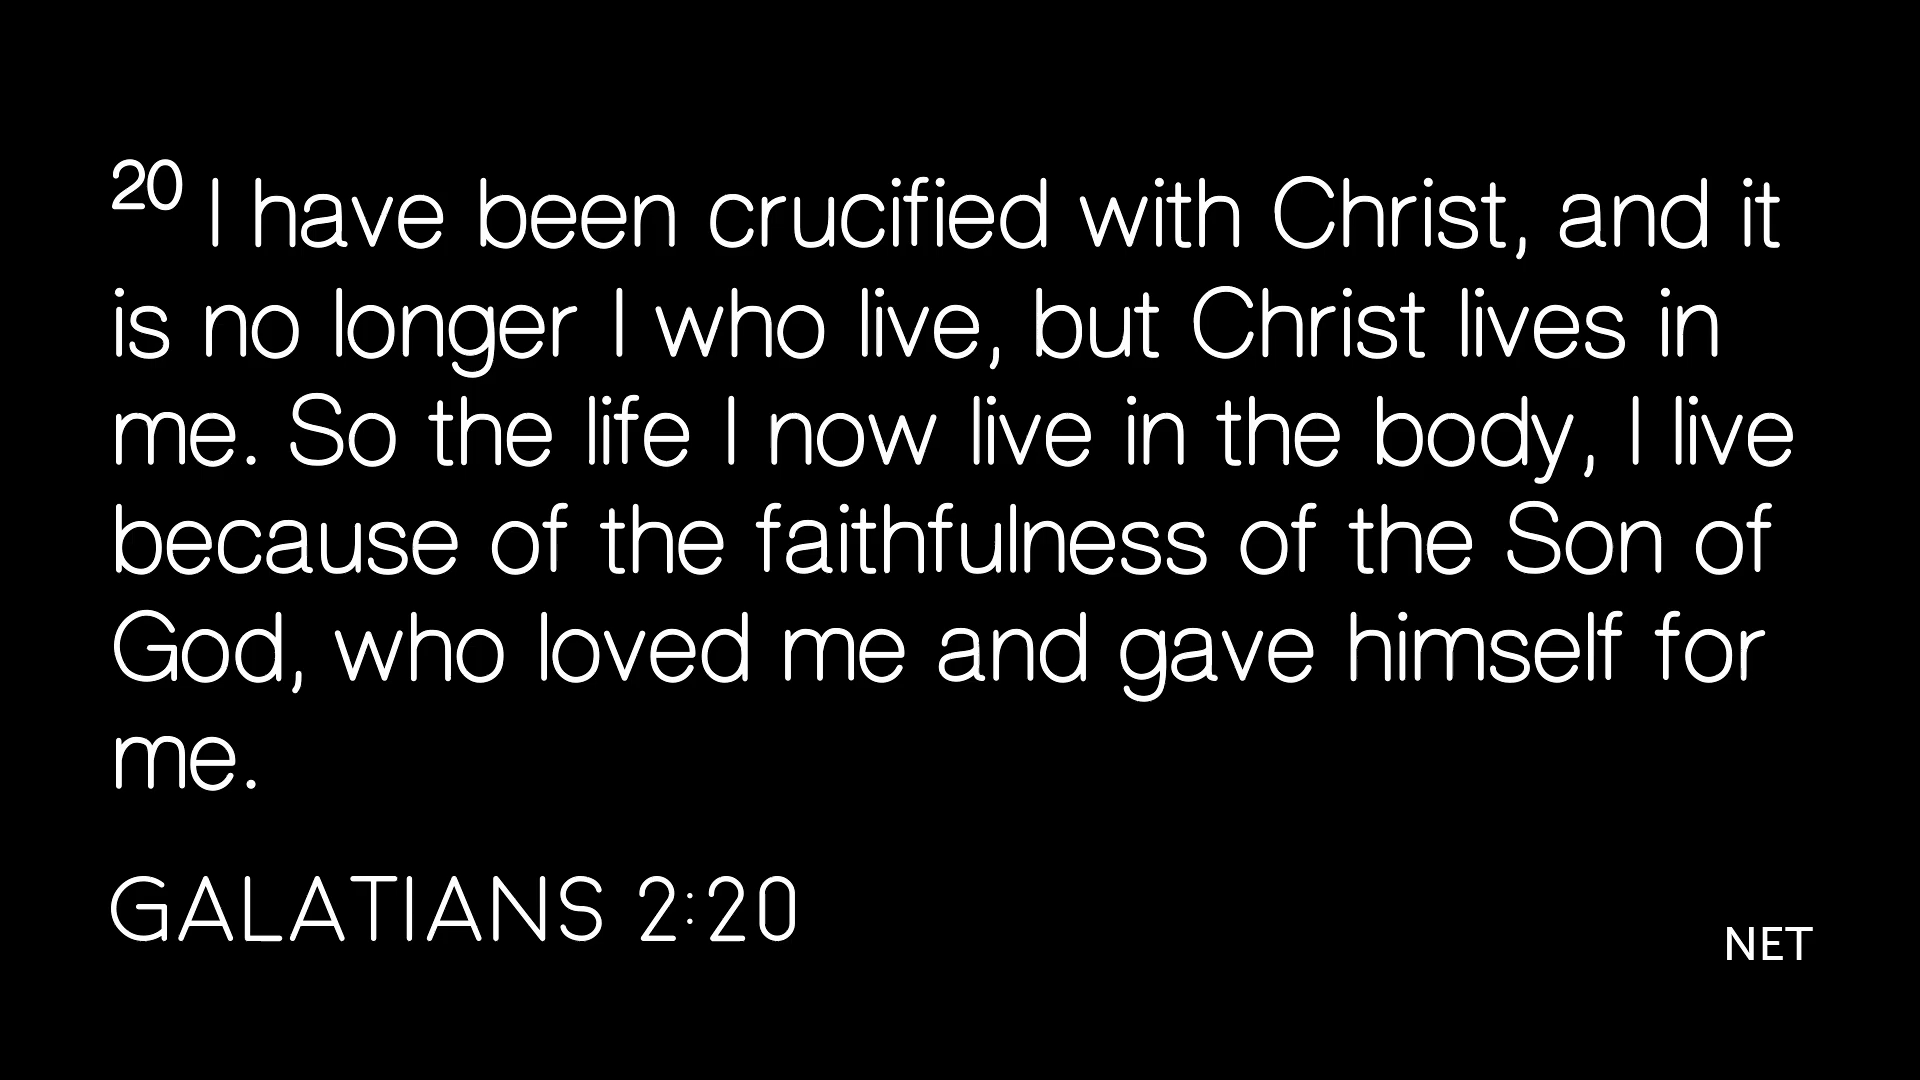 20 I have been crucified with Christ, and it
is no longer I who live, but Christ lives in
me. So the life I now live in the body, I live
because of the faithfulness of the Son of
God, who loved me and gave himself for
me.
GALATIANS 2:20
NET